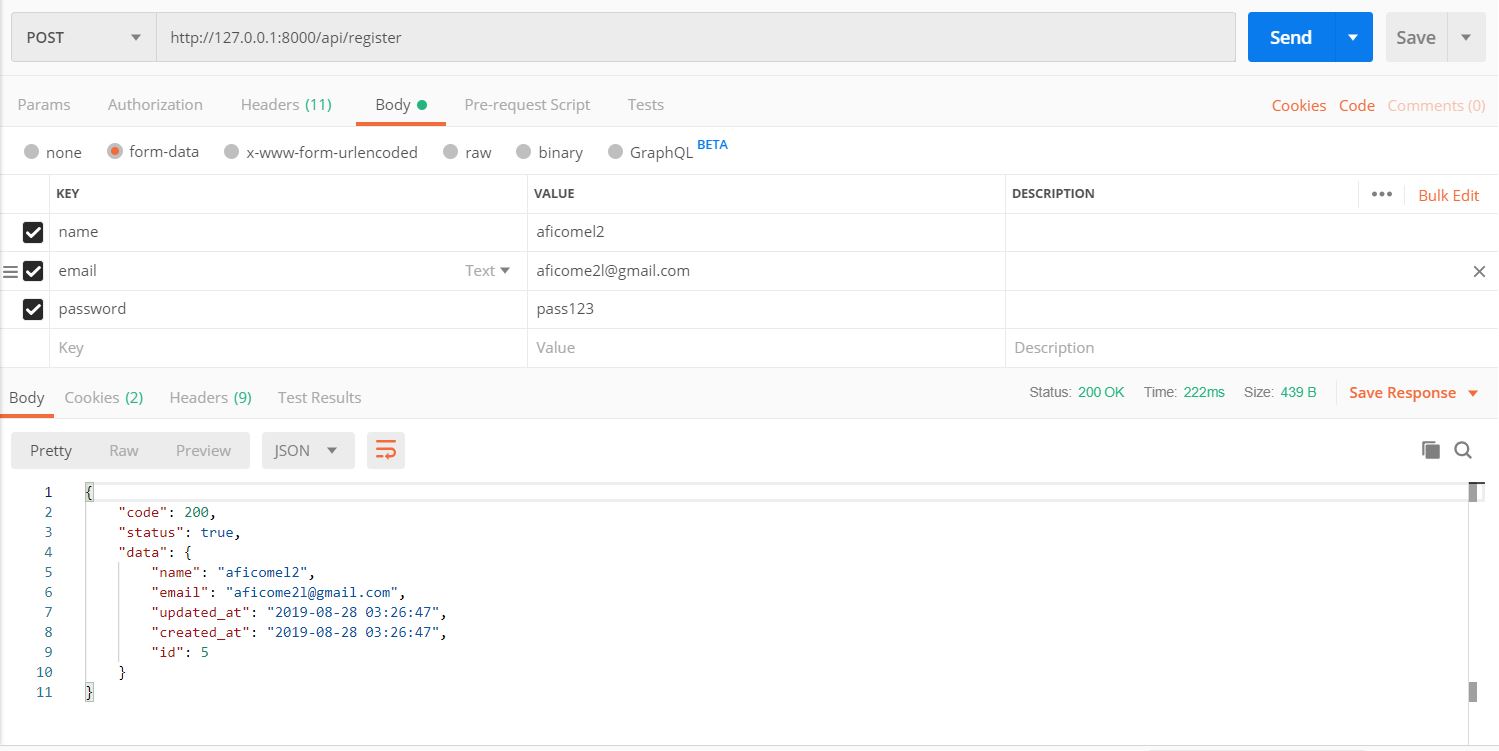 POST http://127.0.0.1:8000/api/register Send Save
Params Authorization Headers (11) Body Pre-request Script Tests Cookies Code Comments (0)
none form-data x-www-form-urlencoded raw binary GraphQL BETA
KEY VALUE DESCRIPTION ••• Bulk Edit
name aficomel2
email Text aficome2l@gmail.com
password pass123
Key Value Description
Body Cookies (2) Headers (9) Test Results Status: 200 OK Time: 222ms Size: 439 B Save Response
Pretty Raw Preview JSON
1 {
2 "code": 200,
3 "status": true,
4 "data": {
5 "name": "aficomel2",
6 "email": "aficome2l@gmail.com",
7 "updated_at": "2019-08-28 03:26:47",
8 "created_at": "2019-08-28 03:26:47",
9 "id": 5
10 }
11 }